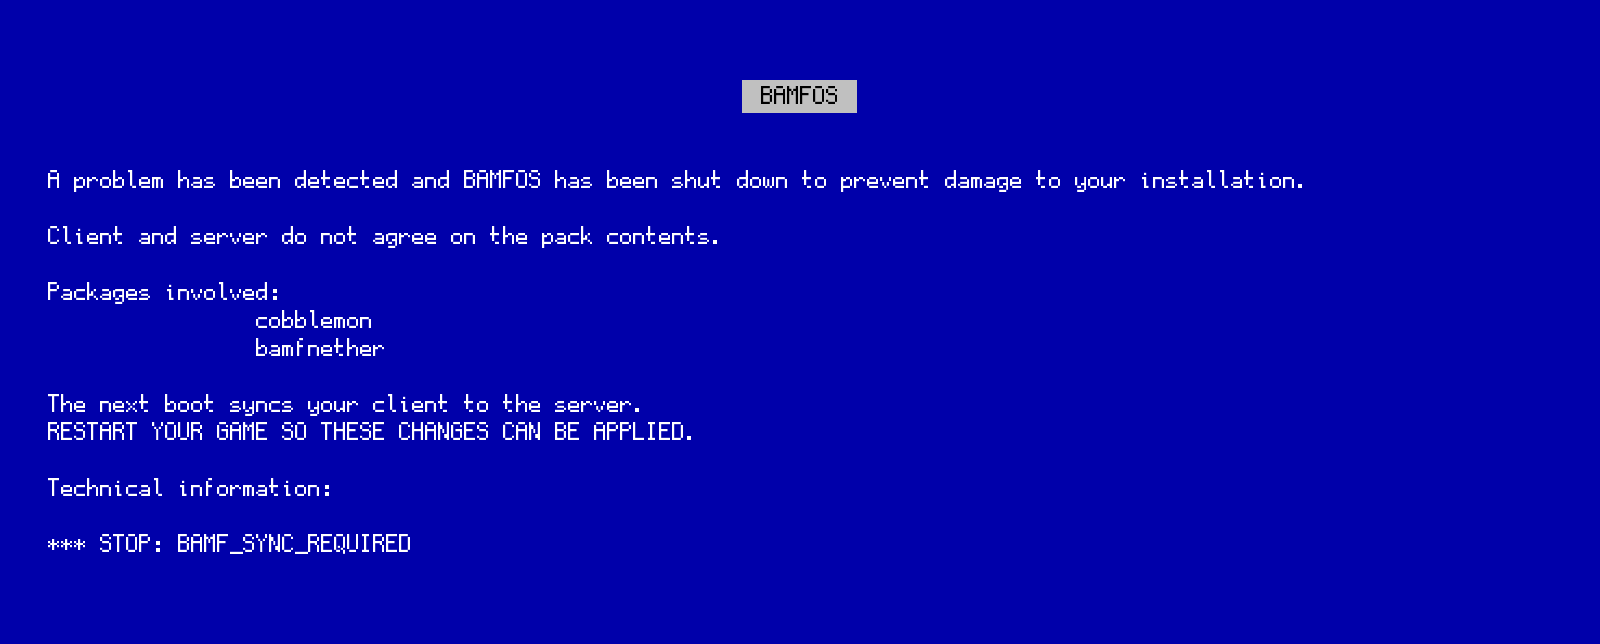 BAMFOS
A problem has been detected and BAMFOS has been shut down to prevent damage to your installation.
Client and server do not agree on the pack contents.
Packages involved:
cobblemon
bamfnether
The next boot syncs your client to the server.
RESTART YOUR GAME SO THESE CHANGES CAN BE APPLIED.
Technical information:
*** STOP: BAMF_SYNC_REQUIRED